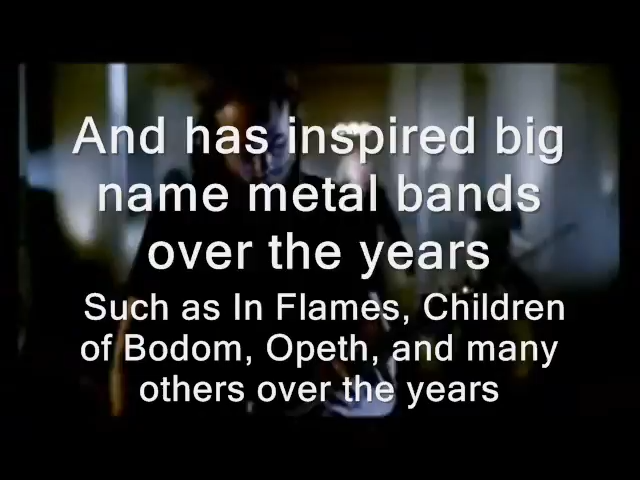 And has inspired big
name metal bands
over the years
Such as In Flames, Children
of Bodom, Opeth, and many
others over the years